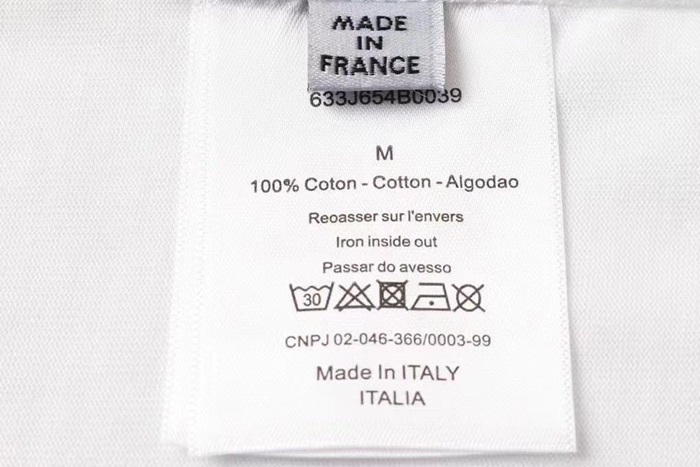 MADE
IN
FRANCE
633J654B0039
M
100% Coton - Cotton - Algodao
Reoasser sur l'envers
Iron inside out
Passar do avesso
30
CNPJ 02-046-366/0003-99
Made In ITALY
ITALIA